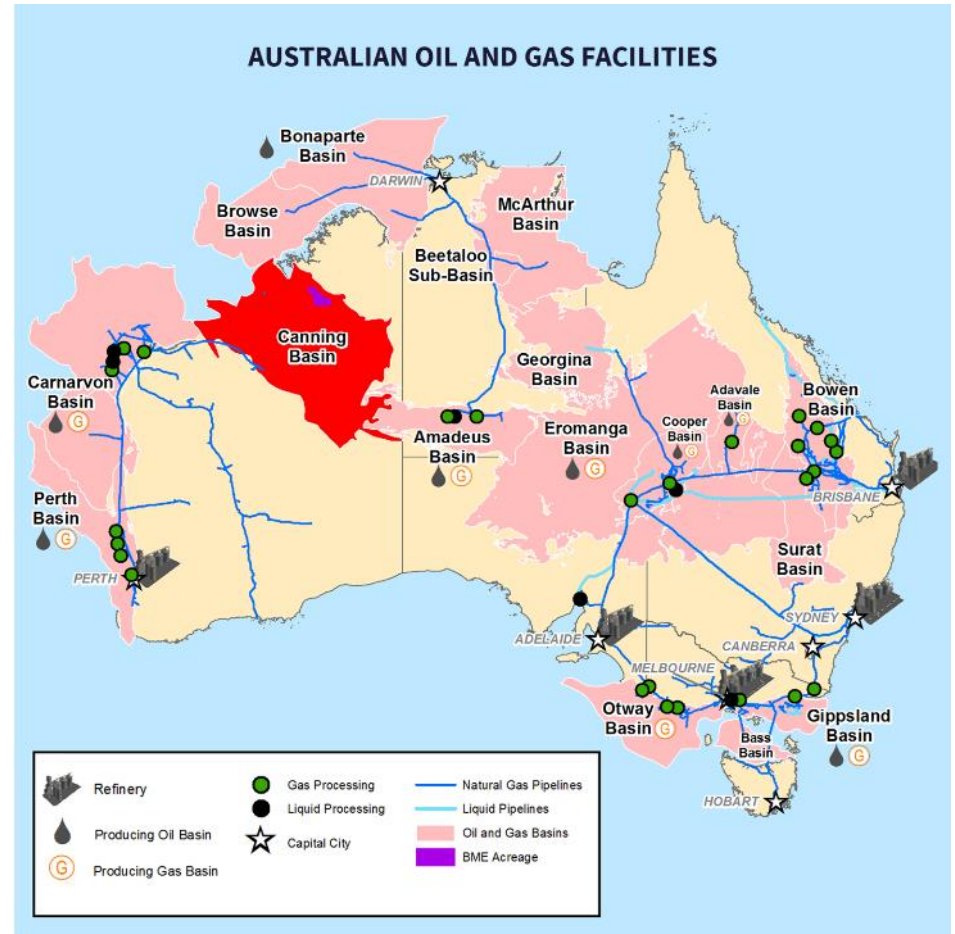 AUSTRALIAN OIL AND GAS FACILITIES
Bonaparte
Basin
DARWIN
McArthur
Basin
Browse
Basin
Beetaloo
Sub-Basin
Canning
Basin
Georgina
Basin
Carnarvon
Basin
G
Adavale
Basin
G
Bowen
Basin
Amadeus
Basin
G
Eromanga
Basin
G
Cooper
Basin
G
Perth
Basin
G
BRISBANE
Surat
Basin
PERTH
SYDNEY
ADELAIDE
CANBERRA
MELBOURNE
Otway
Basin
G
Gippsland
Basin
G
Bass
Basin
HOBART
Refinery
Producing Oil Basin
G
Producing Gas Basin
Gas Processing
Liquid Processing
Capital City
Natural Gas Pipelines
Liquid Pipelines
Oil and Gas Basins
BME Acreage